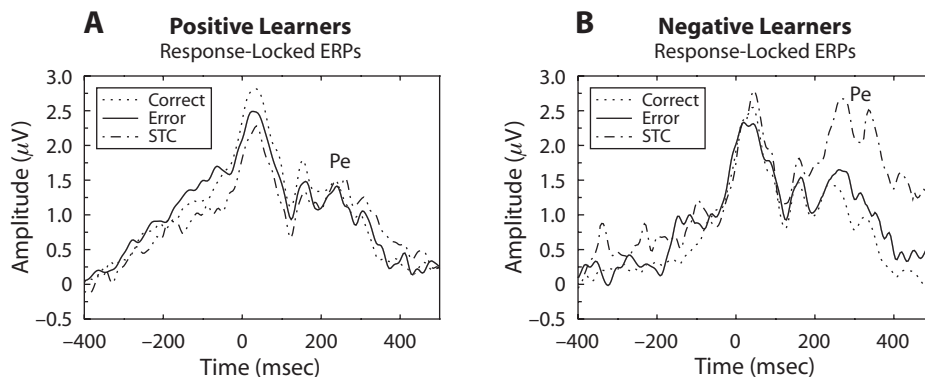 A Positive Learners
Response-Locked ERPs
3.0
2.5
2.0
1.5
1.0
0.5
0
−0.5
Amplitude (μV)
Correct
Error
STC
Pe
−400 −200 0 200 400
Time (msec)
B Negative Learners
Response-Locked ERPs
3.0
2.5
2.0
1.5
1.0
0.5
0
−0.5
Amplitude (μV)
Correct
Error
STC
Pe
−400 −200 0 200 400
Time (msec)